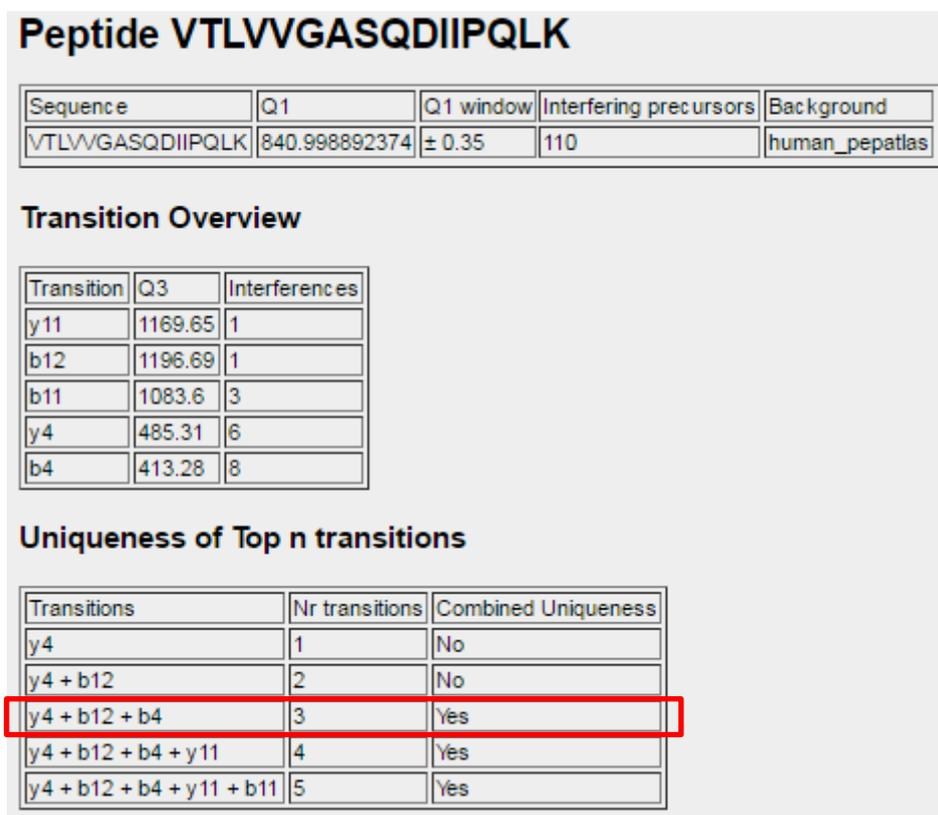 Peptide VTLVVGASQDIIPQLK
Sequence Q1 Q1 window Interfering precursors Background
VTLVVGASQDIIPQLK 840.998892374 ± 0.35 110 human_pepatlas
Transition Overview
Transition Q3 Interferences
y11 1169.65 1
b12 1196.69 1
b11 1083.6 3
y4 485.31 6
b4 413.28 8
Uniqueness of Top n transitions
Transitions Nr transitions Combined Uniqueness
y4 1 No
y4 + b12 2 No
y4 + b12 + b4 3 Yes
y4 + b12 + b4 + y11 4 Yes
y4 + b12 + b4 + y11 + b11 5 Yes